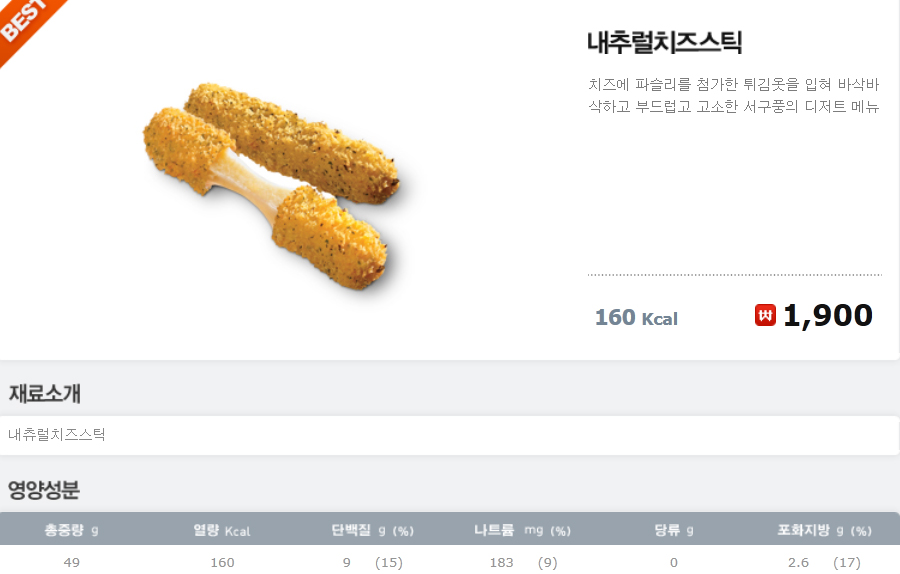 BEST
내추럴치즈스틱
치즈에 파슬리를 첨가한 튀김옷을 입혀 바삭바
삭하고 부드럽고 고소한 서구풍의 디저트 메뉴
160 Kcal
₩ 1,900
재료소개
내츄럴치즈스틱
영양성분
총중량 g 열량 Kcal 단백질 g (%) 나트륨 mg (%) 당류 g 포화지방 g (%)
49 160 9 (15) 183 (9) 0 2.6 (17)